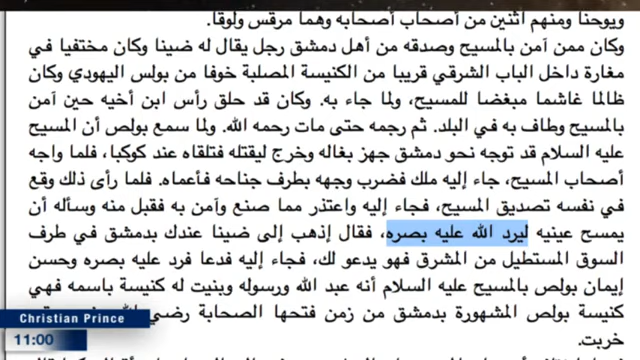 ويوحنا ومنهم اثنين من أصحاب أصحابه وهما مرقس ولوقا.
وكان ممن آمن بالمسيح وصدقه من أهل دمشق رجل يقال له ضينا وكان مختفيا في
مغارة داخل الباب الشرقي قريبا من الكنيسة المصلبة خوفا من بولس اليهودي وكان
ظالما غاشما مبغضا للمسيح، ولما جاء به. وكان قد حلق رأس ابن أخيه حين آمن
بالمسيح وطاف به في البلد. ثم رجمه حتى مات رحمه الله. ولما سمع بولص أن المسيح
عليه السلام قد توجه نحو دمشق جهز بغاله وخرج ليقتله فتلقاه عند كوكبا، فلما واجه
أصحاب المسيح، جاء إليه ملك فضرب وجهه بطرف جناحه فأعماه. فلما رأى ذلك وقع
في نفسه تصديق المسيح، فجاء إليه واعتذر مما صنع وآمن به فقبل منه وسأله أن
يمسح عينيه ليرد الله عليه بصره، فقال إذهب إلى ضينا عندك بدمشق في طرف
السوق المستطيل من المشرق فهو يدعو لك، فجاء إليه فدعا فرد عليه بصره وحسن
إيمان بولص بالمسيح عليه السلام أنه عبد الله ورسوله وبنيت له كنيسة باسمه فهي
كنيسة بولص المشهورة بدمشق من زمن فتحها الصحابة رضي الله
خربت.
Christian Prince
11:00